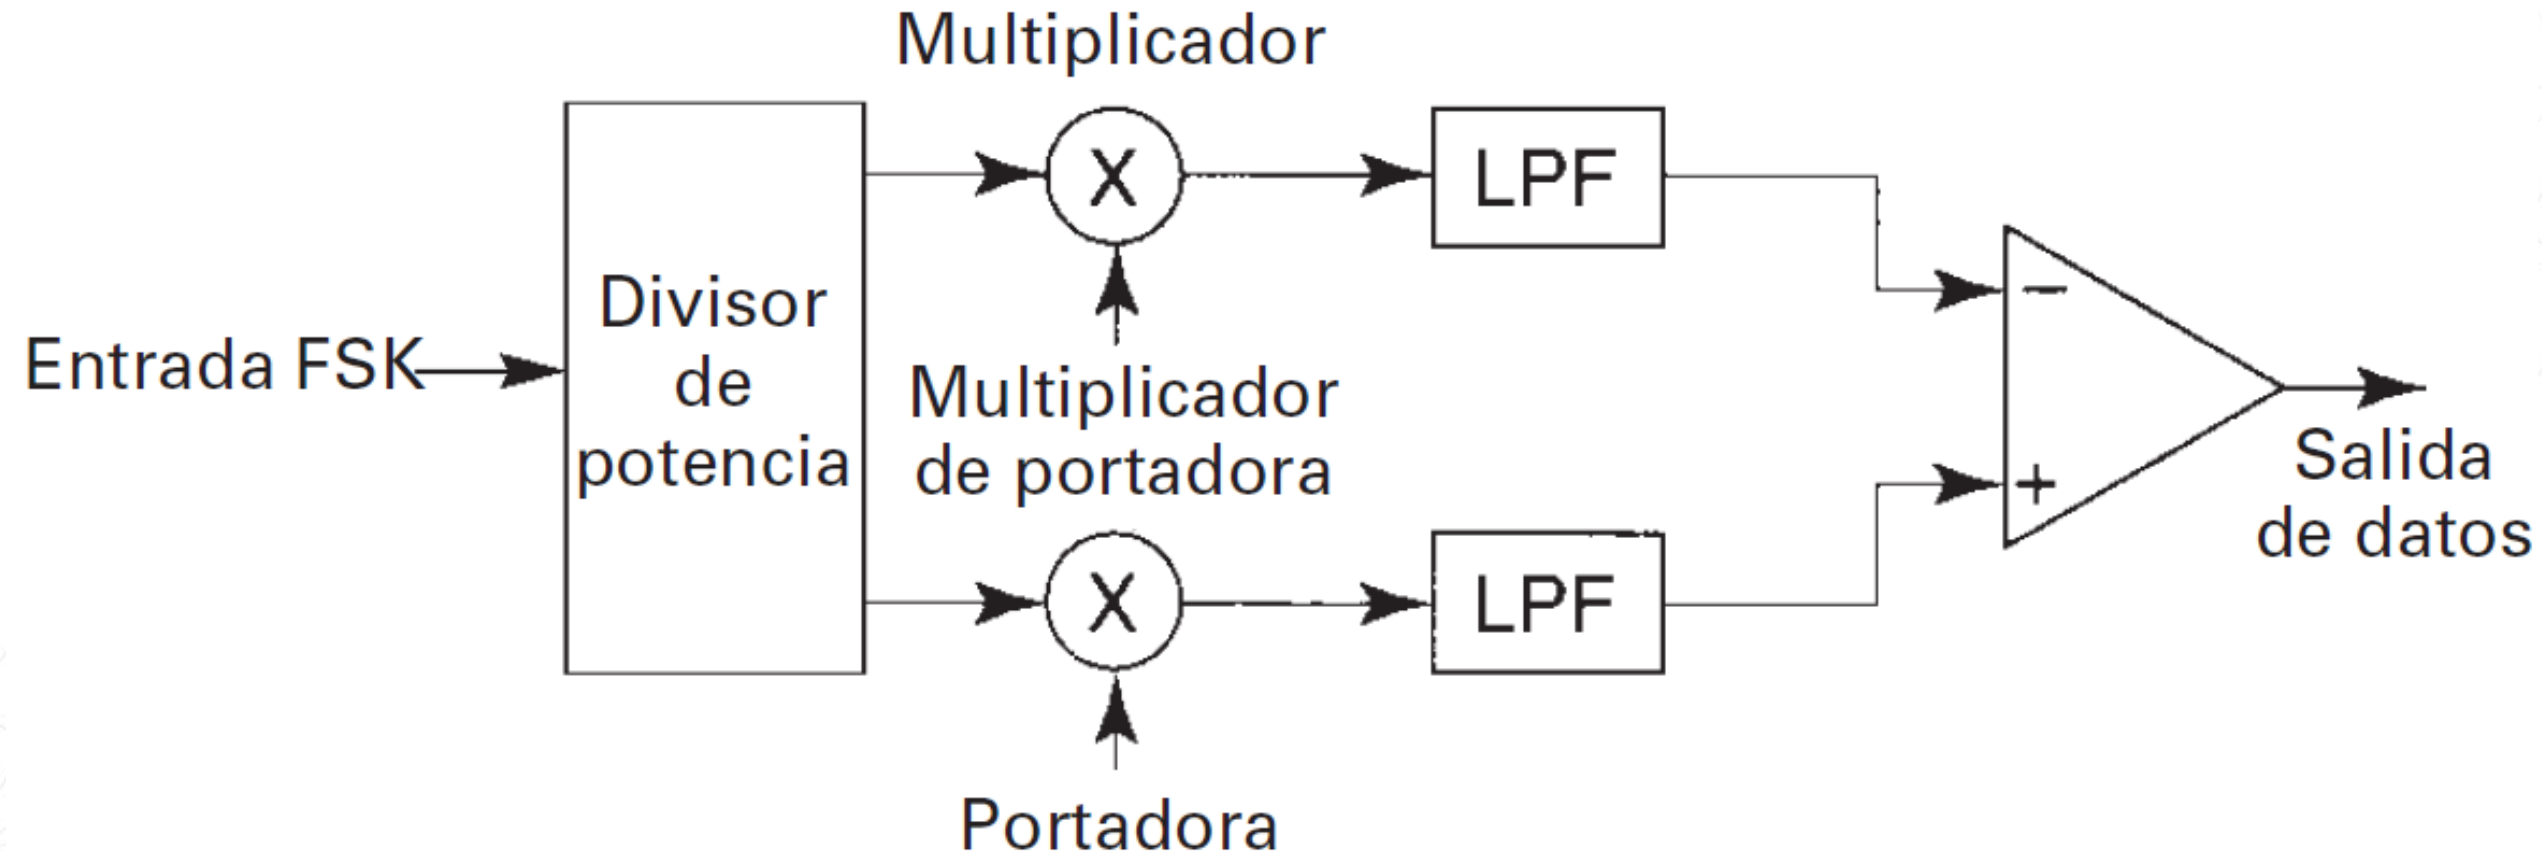 Multiplicador
X
LPF
Entrada FSK
Divisor
de
potencia
Multiplicador
de portadora
−
+
Salida
de datos
X
LPF
Portadora